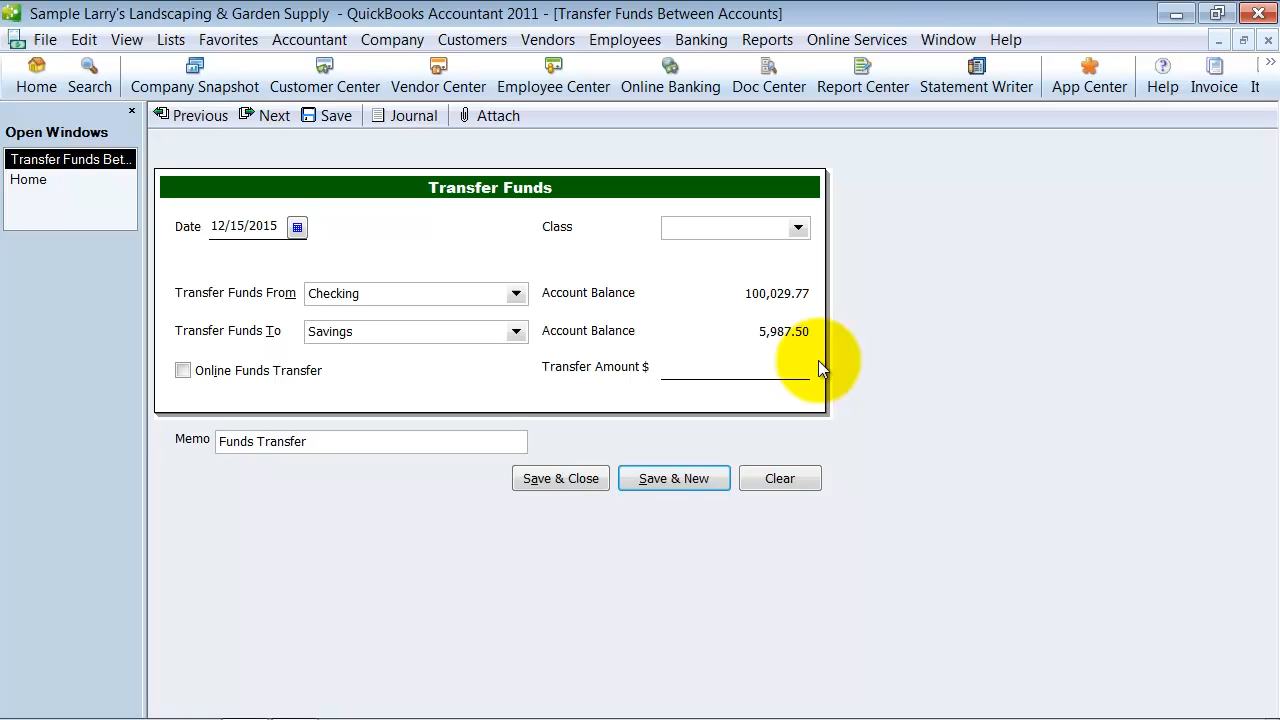 Sample Larry's Landscaping & Garden Supply - QuickBooks Accountant 2011 - [Transfer Funds Between Accounts]
File Edit View Lists Favorites Accountant Company Customers Vendors Employees Banking Reports Online Services Window Help
Home Search Company Snapshot Customer Center Vendor Center Employee Center Online Banking Doc Center Report Center Statement Writer App Center Help Invoice It
Open Windows
Transfer Funds Bet...
Home
Previous Next Save Journal Attach
Transfer Funds
Date 12/15/2015 Class
Transfer Funds From Checking Account Balance 100,029.77
Transfer Funds To Savings Account Balance 5,987.50
Online Funds Transfer Transfer Amount $
Memo Funds Transfer
Save & Close Save & New Clear